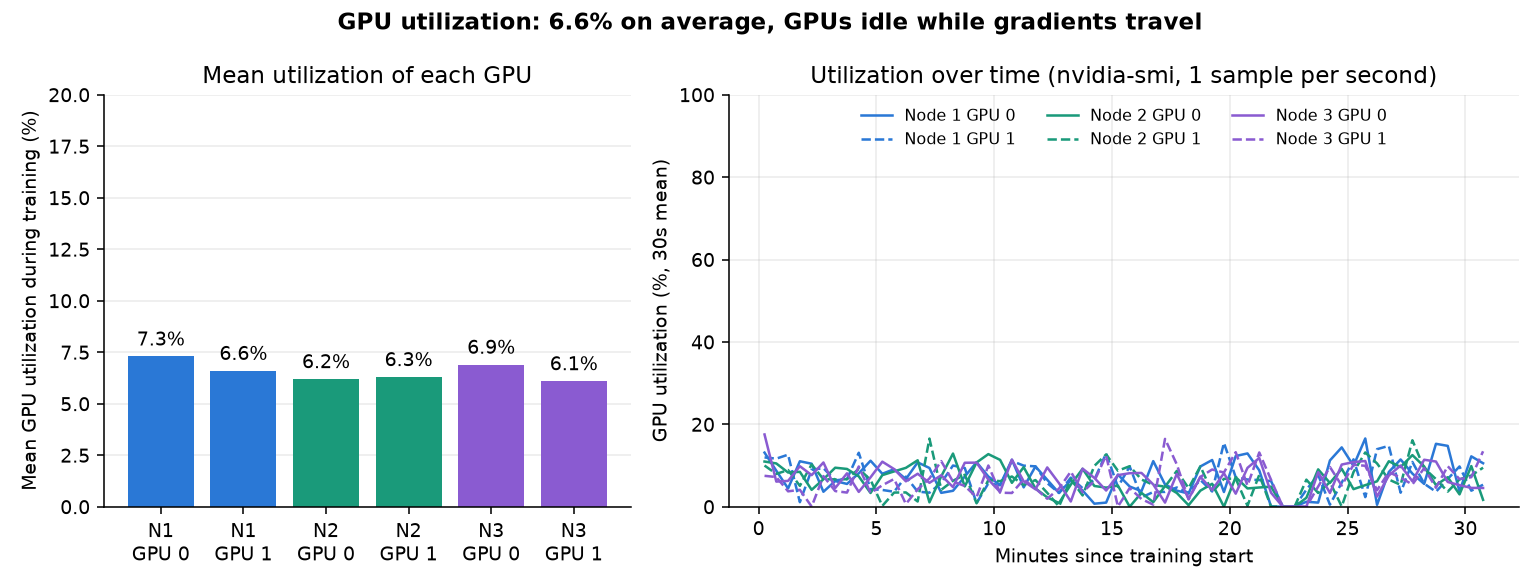 GPU utilization: 6.6% on average, GPUs idle while gradients travel
Mean utilization of each GPU
Mean GPU utilization during training (%)
20.0
17.5
15.0
12.5
10.0
7.5
5.0
2.5
0.0
7.3%
6.6%
6.2%
6.3%
6.9%
6.1%
N1
GPU 0
N1
GPU 1
N2
GPU 0
N2
GPU 1
N3
GPU 0
N3
GPU 1
Utilization over time (nvidia-smi, 1 sample per second)
GPU utilization (%, 30s mean)
100
80
60
40
20
0
Node 1 GPU 0
Node 1 GPU 1
Node 2 GPU 0
Node 2 GPU 1
Node 3 GPU 0
Node 3 GPU 1
0
5
10
15
20
25
30
Minutes since training start